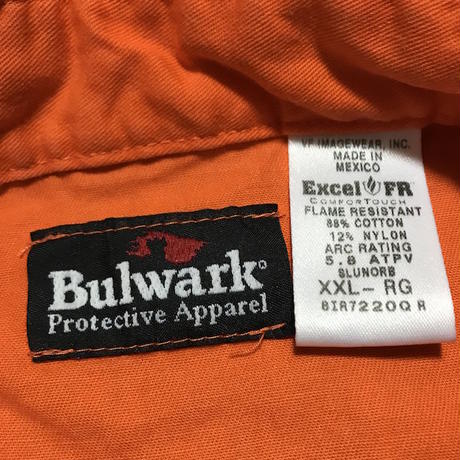 Bulwark®
Protective Apparel
VF IMAGEWEAR, INC.
MADE IN
MEXICO
Excel FR
COMFORTOUCH
FLAME RESISTANT
88% COTTON
12% NYLON
ARC RATING
5.8 ATPV
SLUNORB
XXL- RG
8IR7220Q R